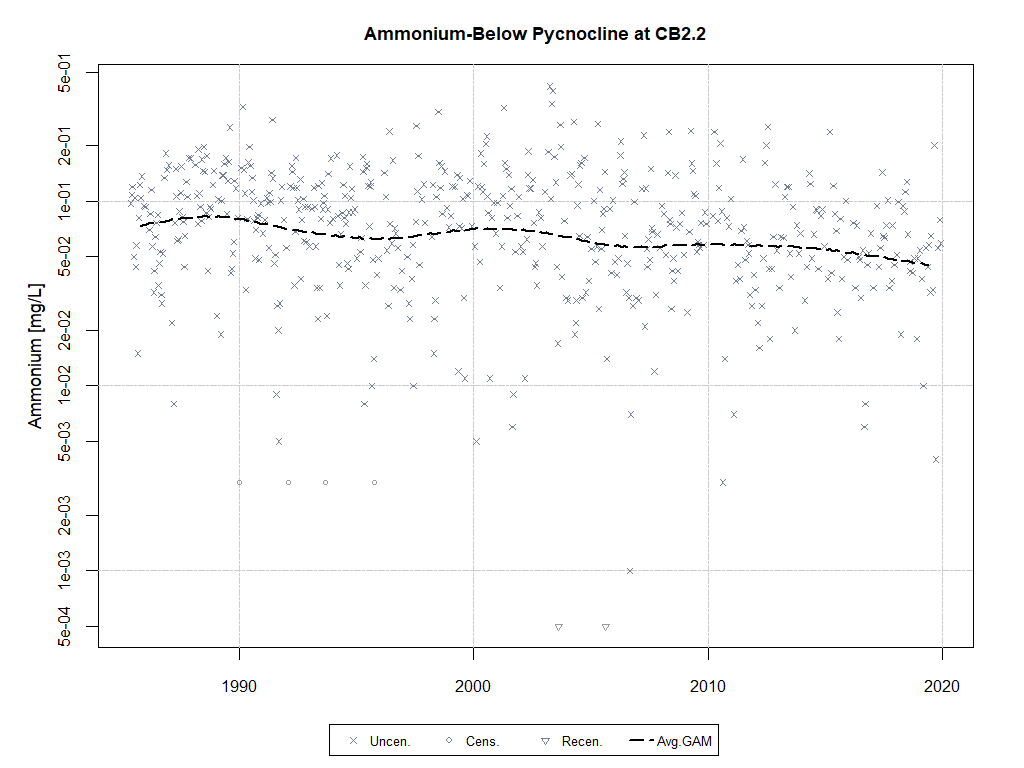 Ammonium-Below Pycnocline at CB2.2
Ammonium [mg/L]
5e-01
2e-01
1e-01
5e-02
2e-02
1e-02
5e-03
2e-03
1e-03
5e-04
1990 2000 2010 2020
Uncen. Cens. Recen. Avg.GAM